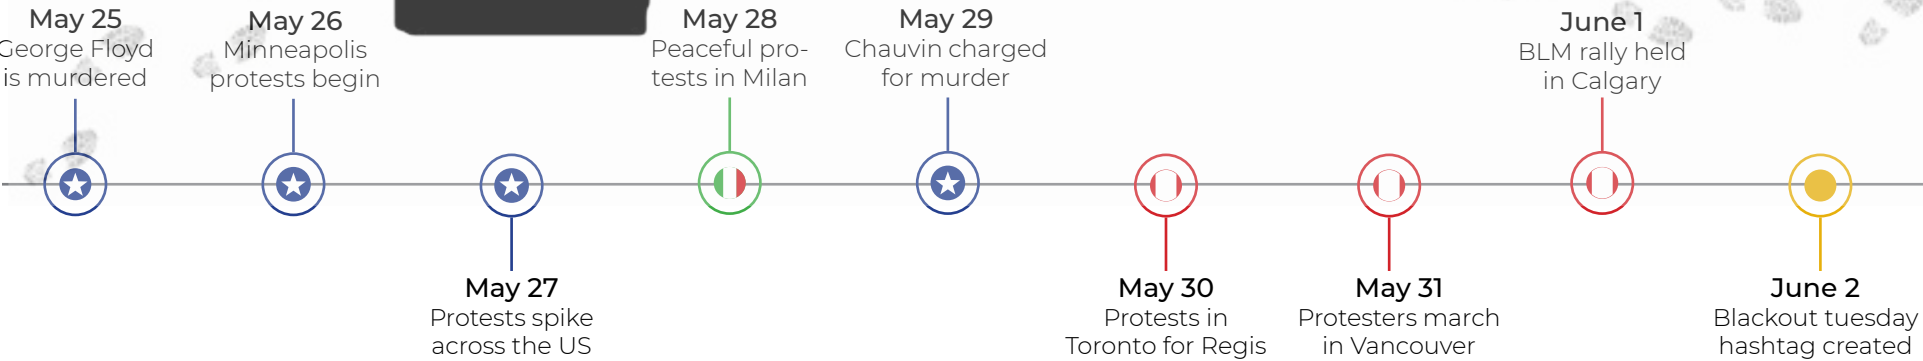 May 25
George Floyd
is murdered
May 26
Minneapolis
protests begin
May 27
Protests spike
across the US
May 28
Peaceful pro-
tests in Milan
May 29
Chauvin charged
for murder
May 30
Protests in
Toronto for Regis
May 31
Protesters march
in Vancouver
June 1
BLM rally held
in Calgary
June 2
Blackout tuesday
hashtag created